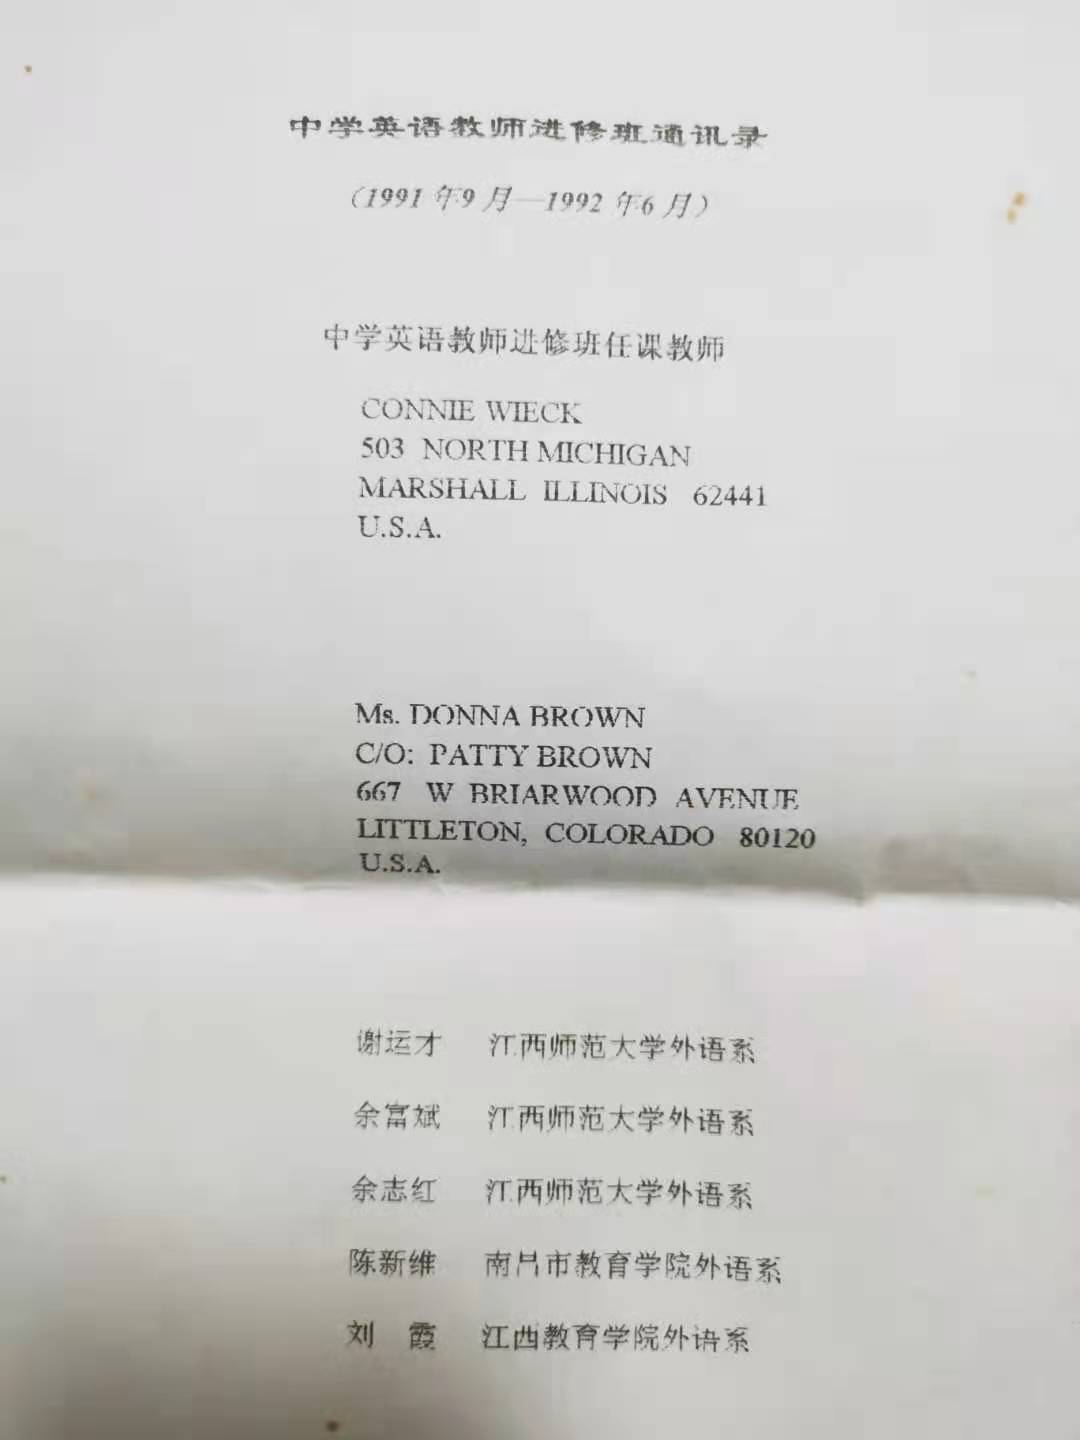 中学英语教师进修班通讯录
（1991年9月—1992年6月）
中学英语教师进修班任课教师
CONNIE WIECK
503 NORTH MICHIGAN
MARSHALL ILLINOIS 62441
U.S.A.
Ms. DONNA BROWN
C/O: PATTY BROWN
667 W BRIARWOOD AVENUE
LITTLETON, COLORADO 80120
U.S.A.
谢运才 江西师范大学外语系
余富斌 江西师范大学外语系
余志红 江西师范大学外语系
陈新维 南昌市教育学院外语系
刘 霞 江西教育学院外语系